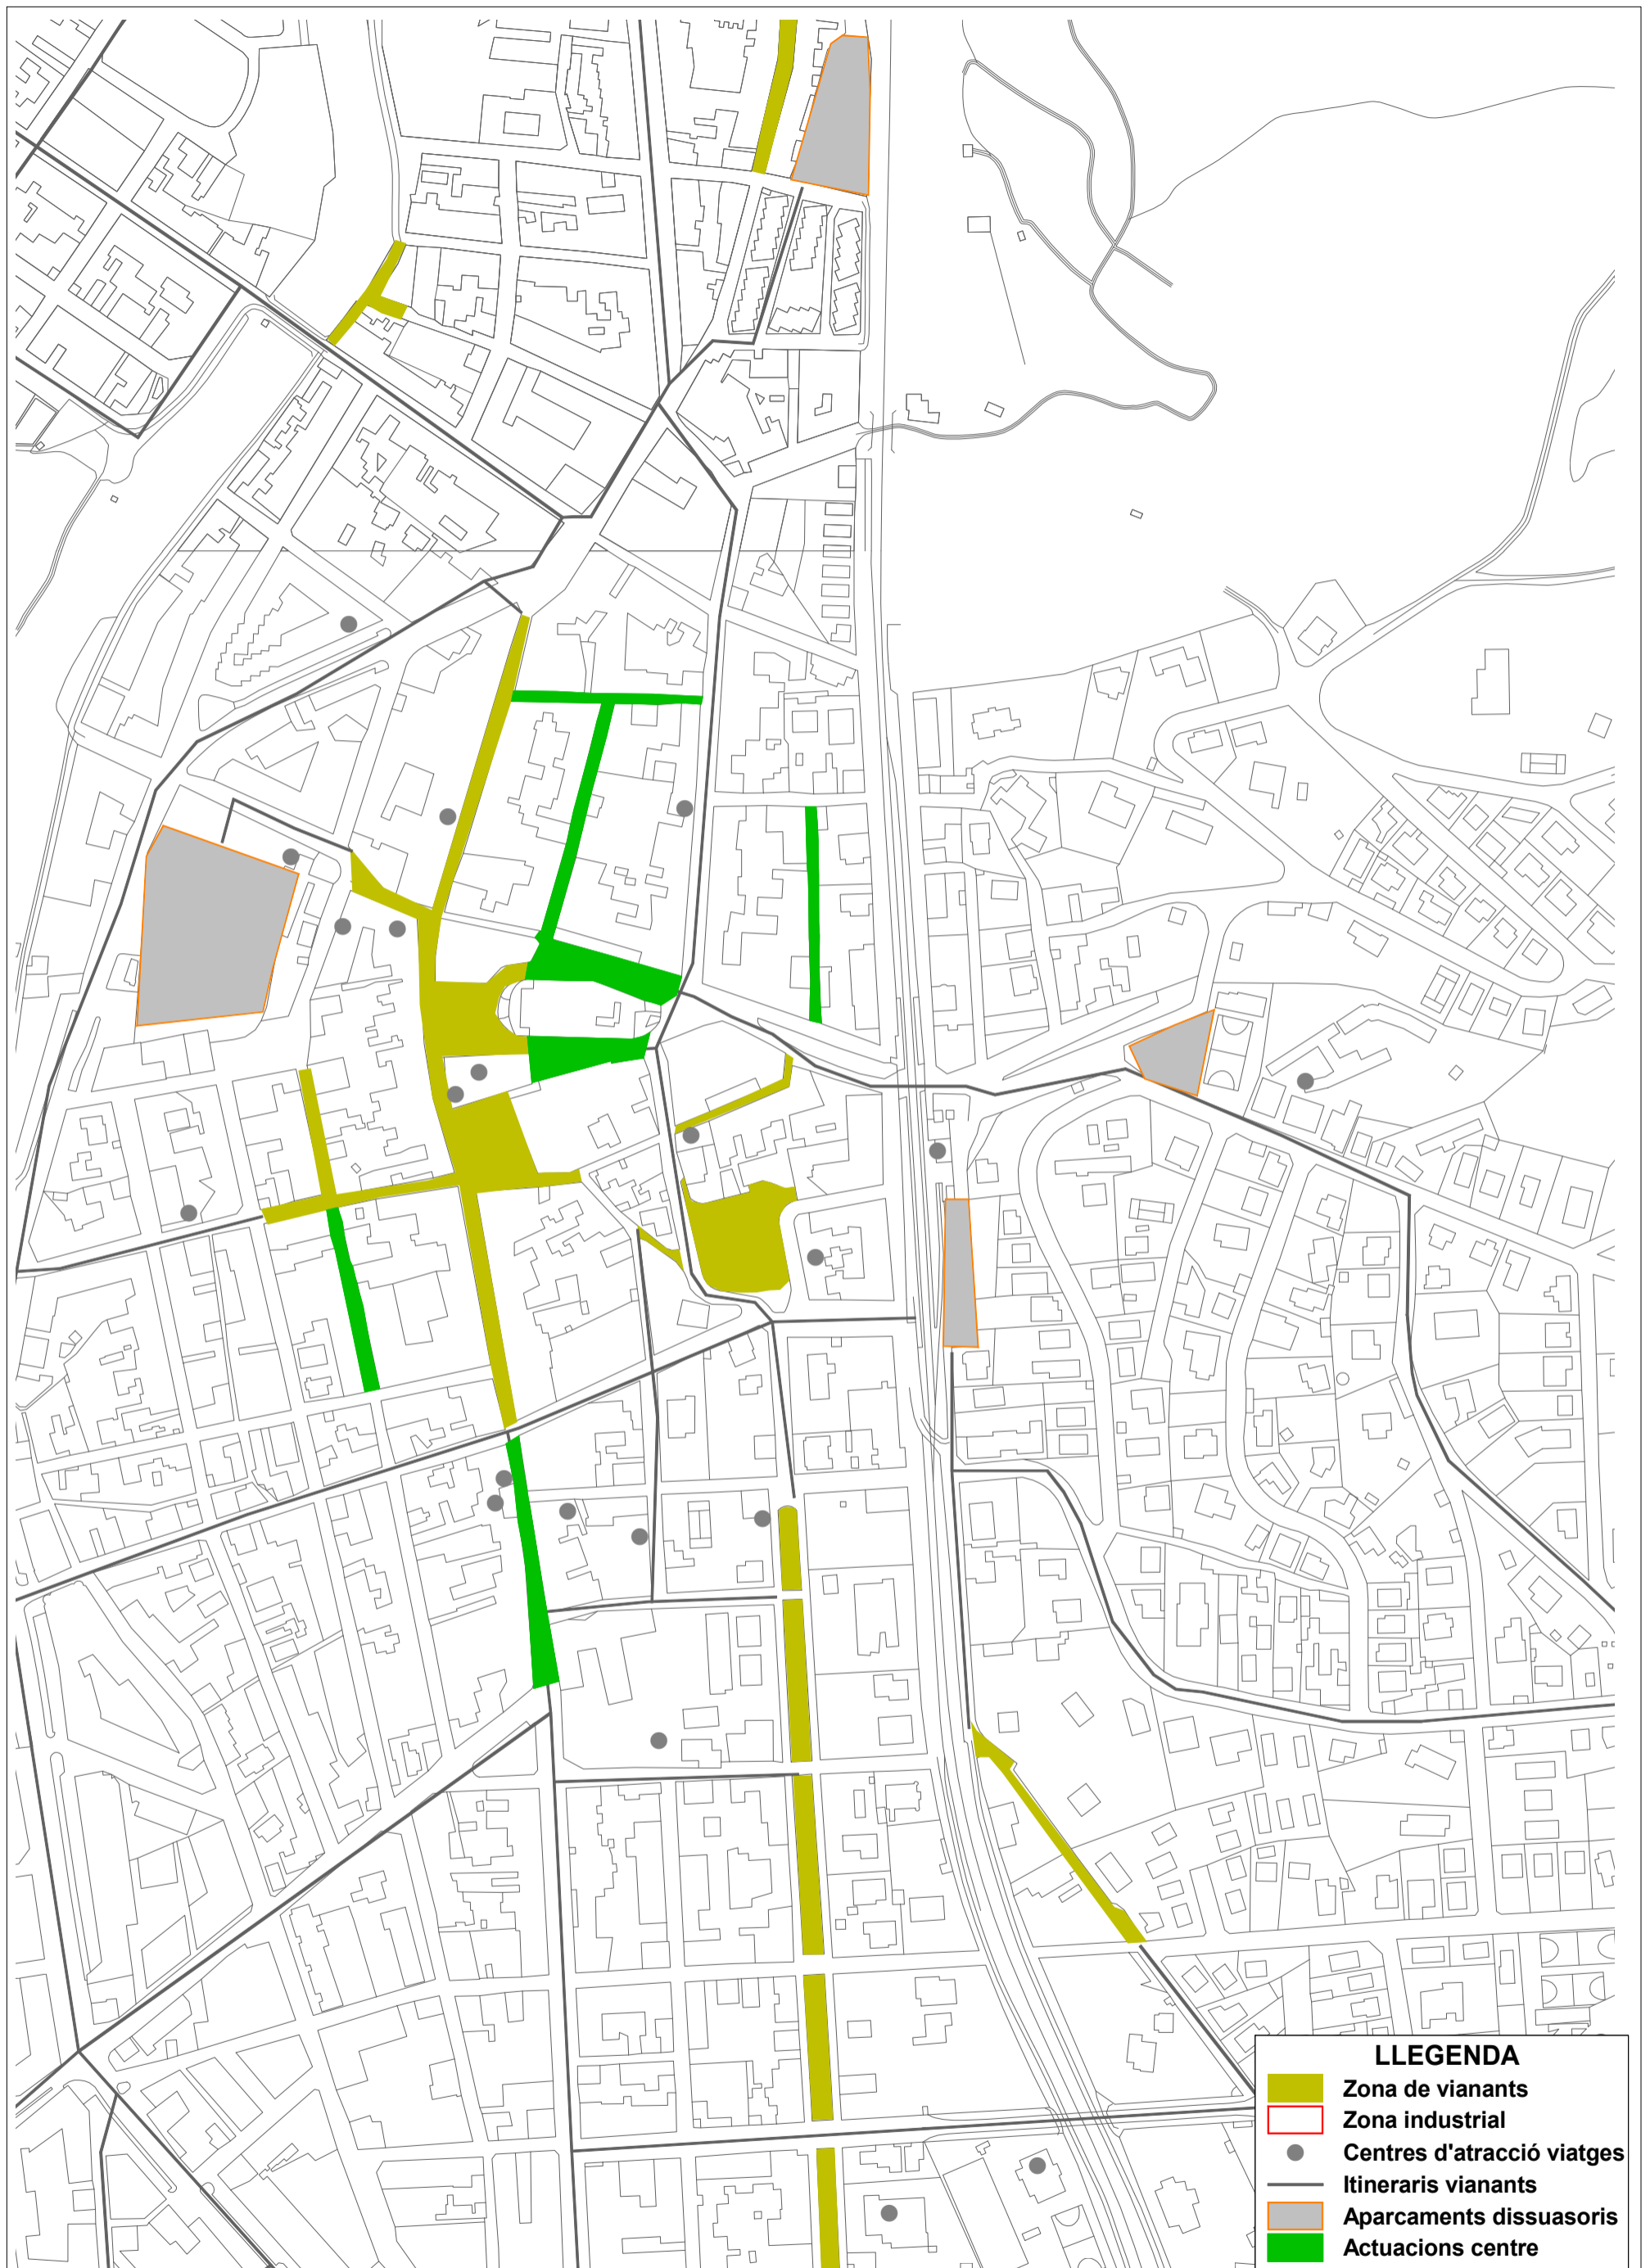 LLEGENDA
Zona de vianants
Zona industrial
Centres d'atracció viatges
Itineraris vianants
Aparcaments dissuasoris
Actuacions centre